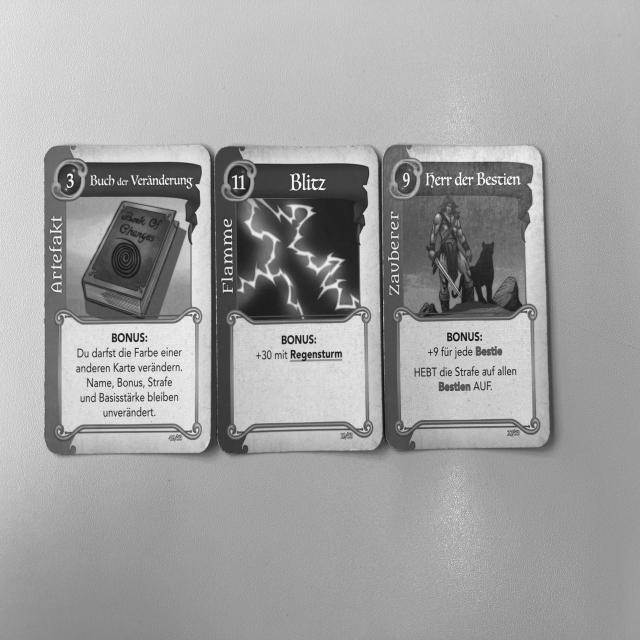 3
Buch der Veränderung
Artefakt
Book Of
Changes
BONUS:
Du darfst die Farbe einer
anderen Karte verändern.
Name, Bonus, Strafe
und Basisstärke bleiben
unverändert.
11
Blitz
Flamme
BONUS:
+30 mit Regensturm
9
Herr der Bestien
Zauberer
BONUS:
+9 für jede Bestie
HEBT die Strafe auf allen
Bestien AUF.